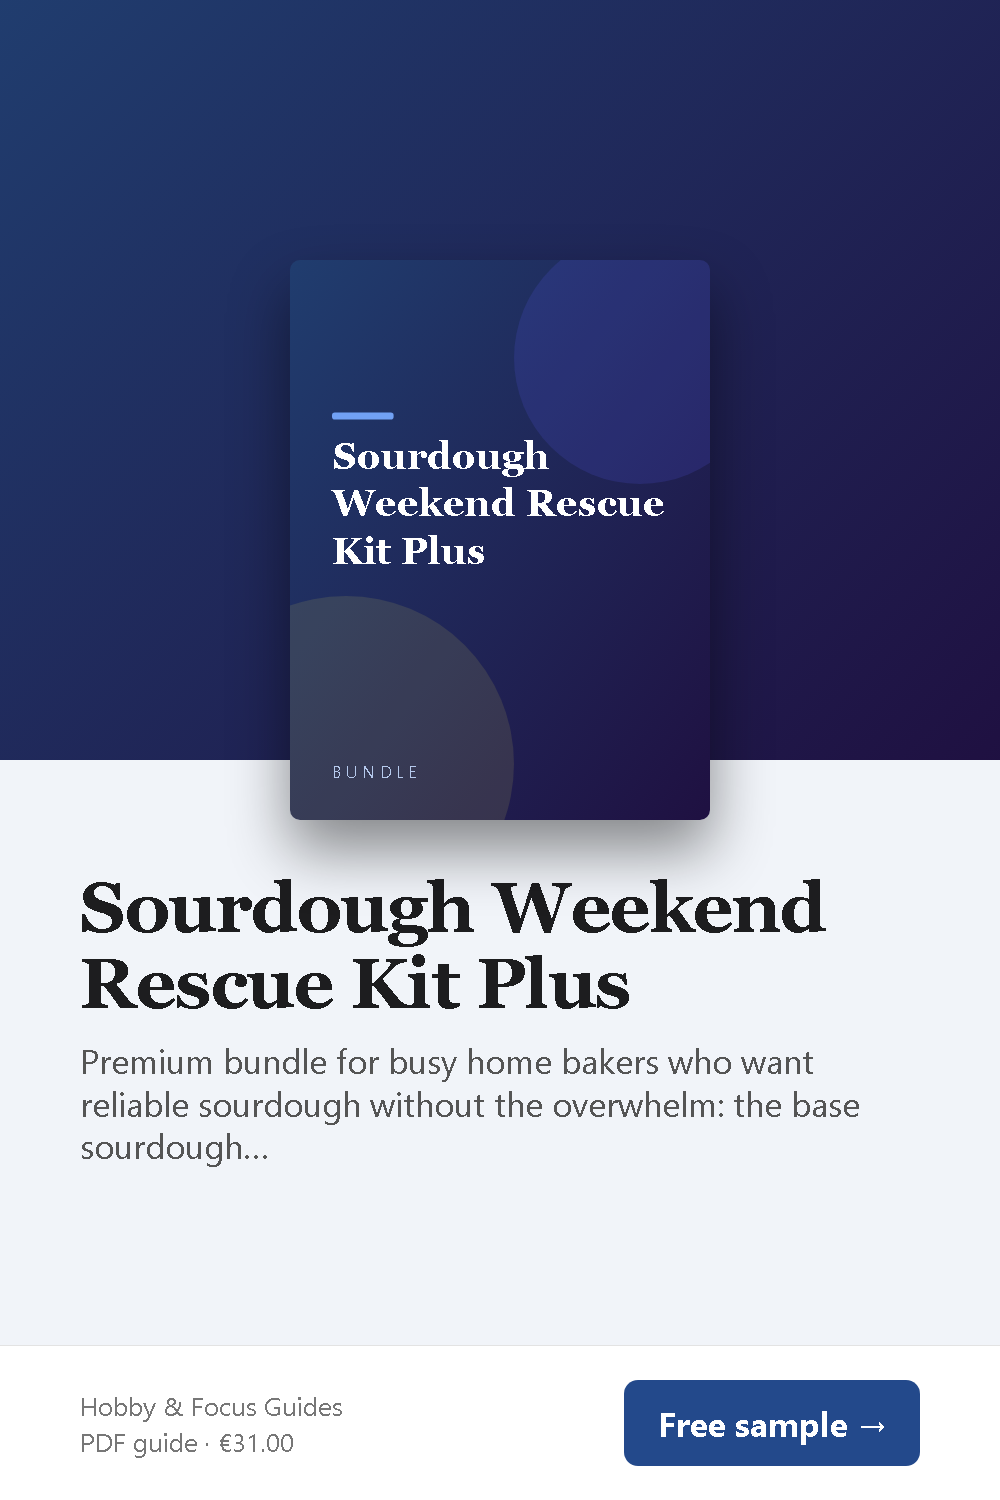 Sourdough
Weekend Rescue
Kit Plus
BUNDLE
Sourdough Weekend
Rescue Kit Plus
Premium bundle for busy home bakers who want
reliable sourdough without the overwhelm: the base
sourdough…
Hobby & Focus Guides
PDF guide · €31.00
Free sample →